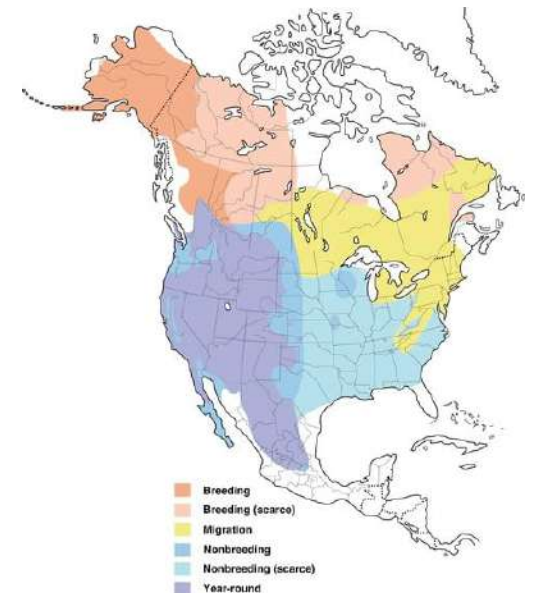 Breeding
Breeding (scarce)
Migration
Nonbreeding
Nonbreeding (scarce)
Year-round